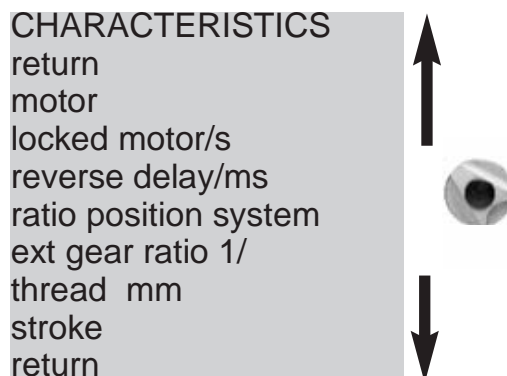 CHARACTERISTICS
return
motor
locked motor/s
reverse delay/ms
ratio position system
ext gear ratio 1/
thread mm
stroke
return